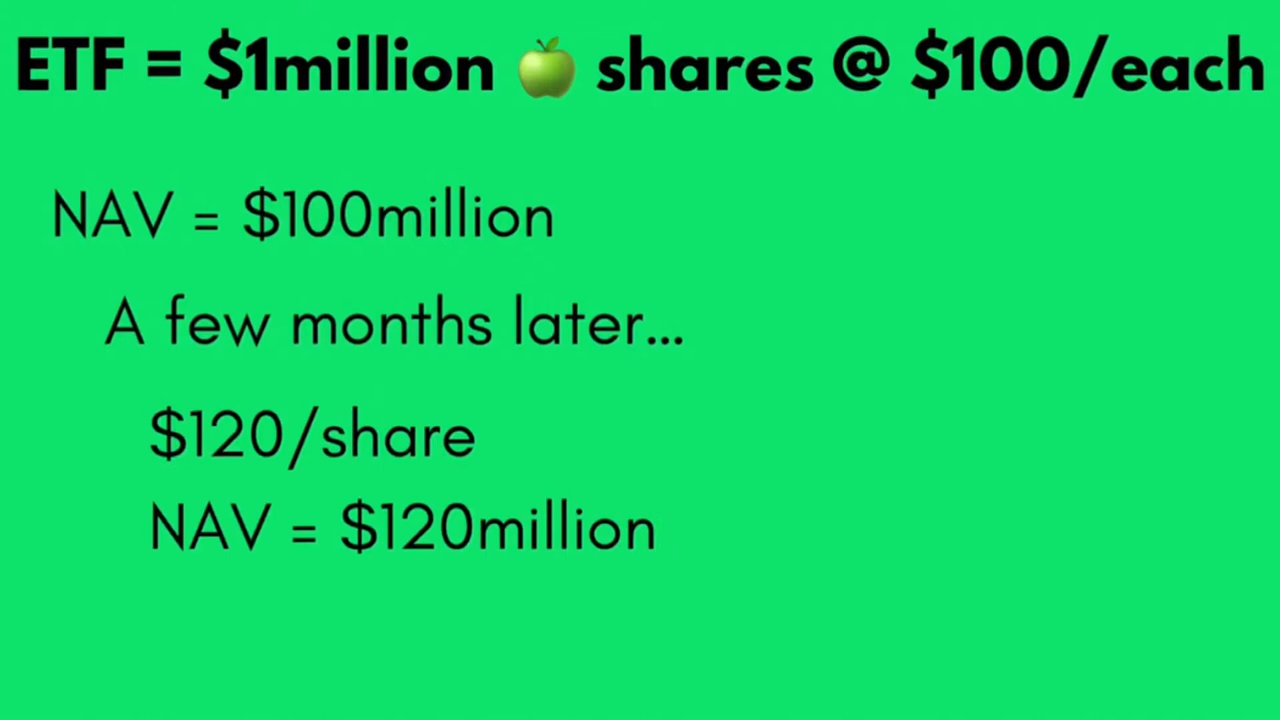 ETF = $1million 🍏 shares @ $100/each
NAV = $100million
A few months later...
$120/share
NAV = $120million